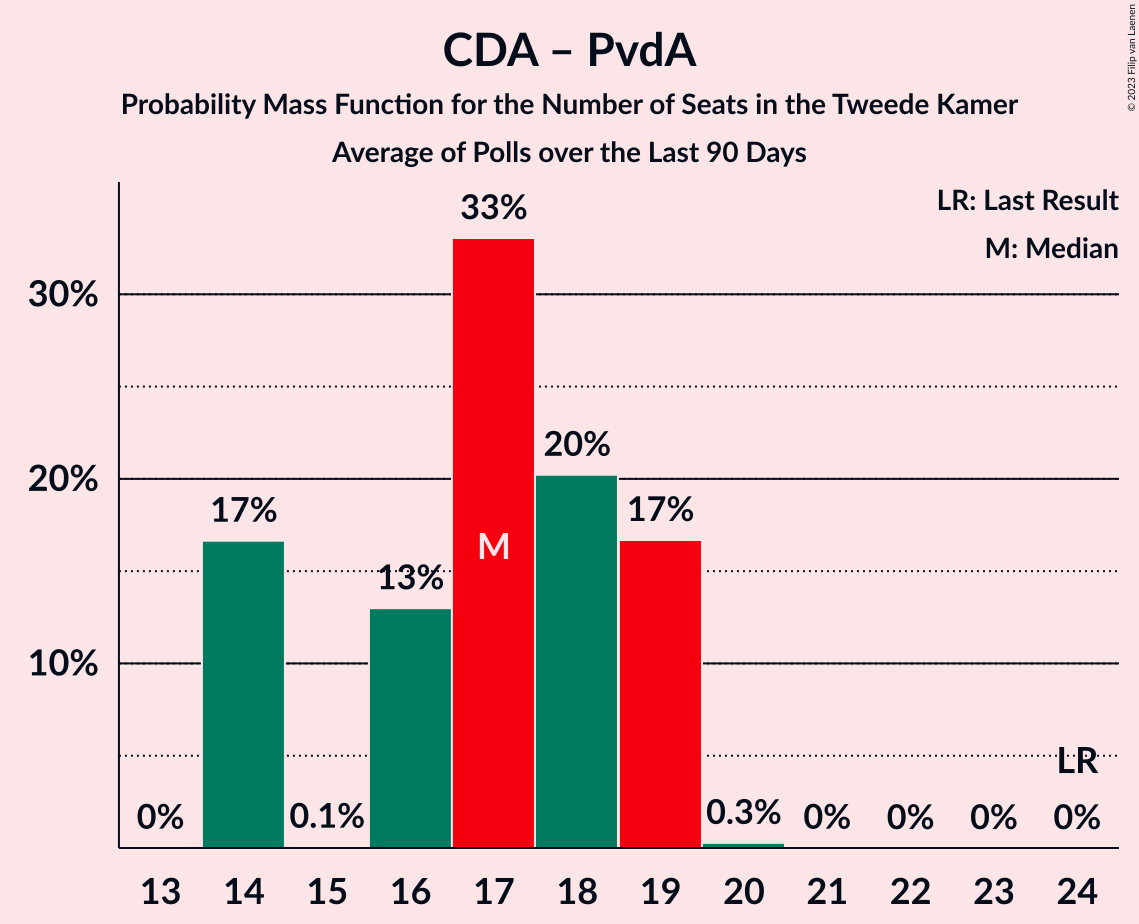 CDA – PvdA
Probability Mass Function for the Number of Seats in the Tweede Kamer
Average of Polls over the Last 90 Days
© 2023 Filip van Laenen
LR: Last Result
M: Median
33%
30%
20%
20%
17%
17%
M
13%
10%
LR
0%
0.1%
0.3%
0%
0%
0%
0%
13 14 15 16 17 18 19 20 21 22 23 24